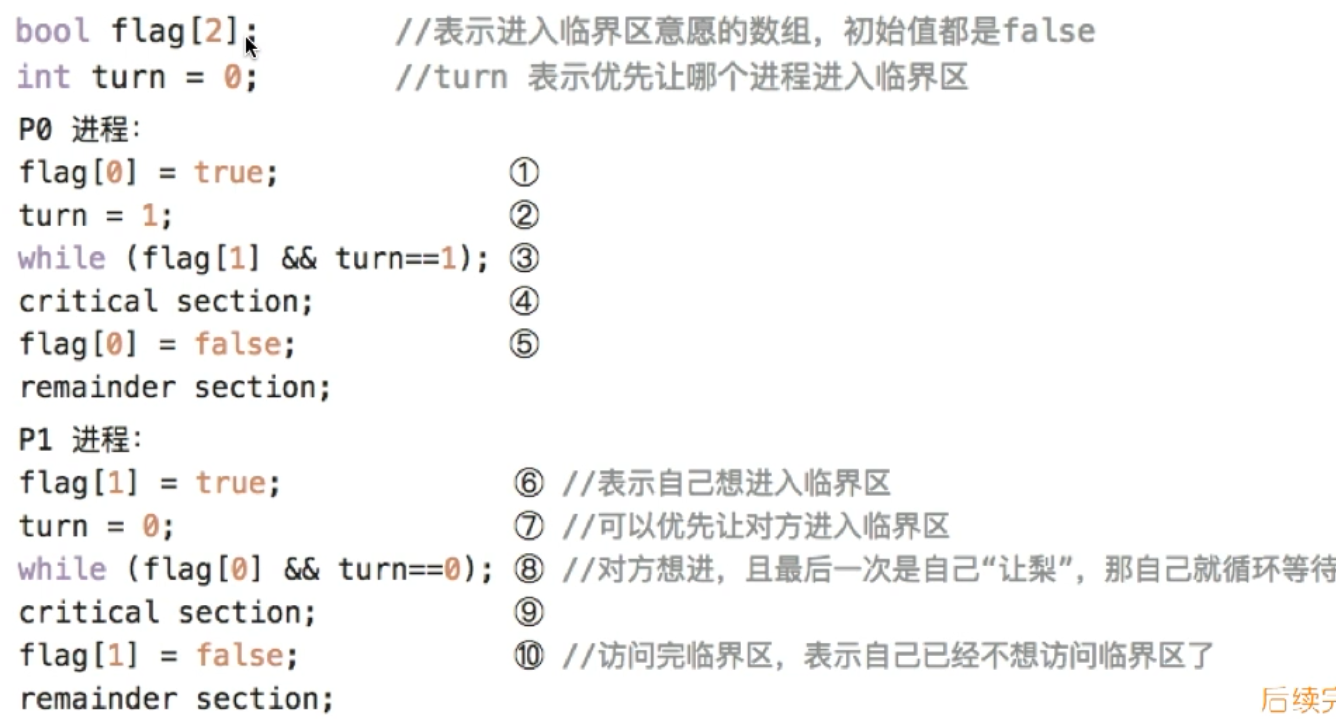 bool flag[2]; //表示进入临界区意愿的数组，初始值都是false
int turn = 0; //turn 表示优先让哪个进程进入临界区
P0 进程：
flag[0] = true; ①
turn = 1; ②
while (flag[1] && turn==1); ③
critical section; ④
flag[0] = false; ⑤
remainder section;
P1 进程：
flag[1] = true; ⑥ //表示自己想进入临界区
turn = 0; ⑦ //可以优先让对方进入临界区
while (flag[0] && turn==0); ⑧ //对方想进，且最后一次是自己“让梨”，那自己就循环等待
critical section; ⑨
flag[1] = false; ⑩ //访问完临界区，表示自己已经不想访问临界区了
remainder section;
后续